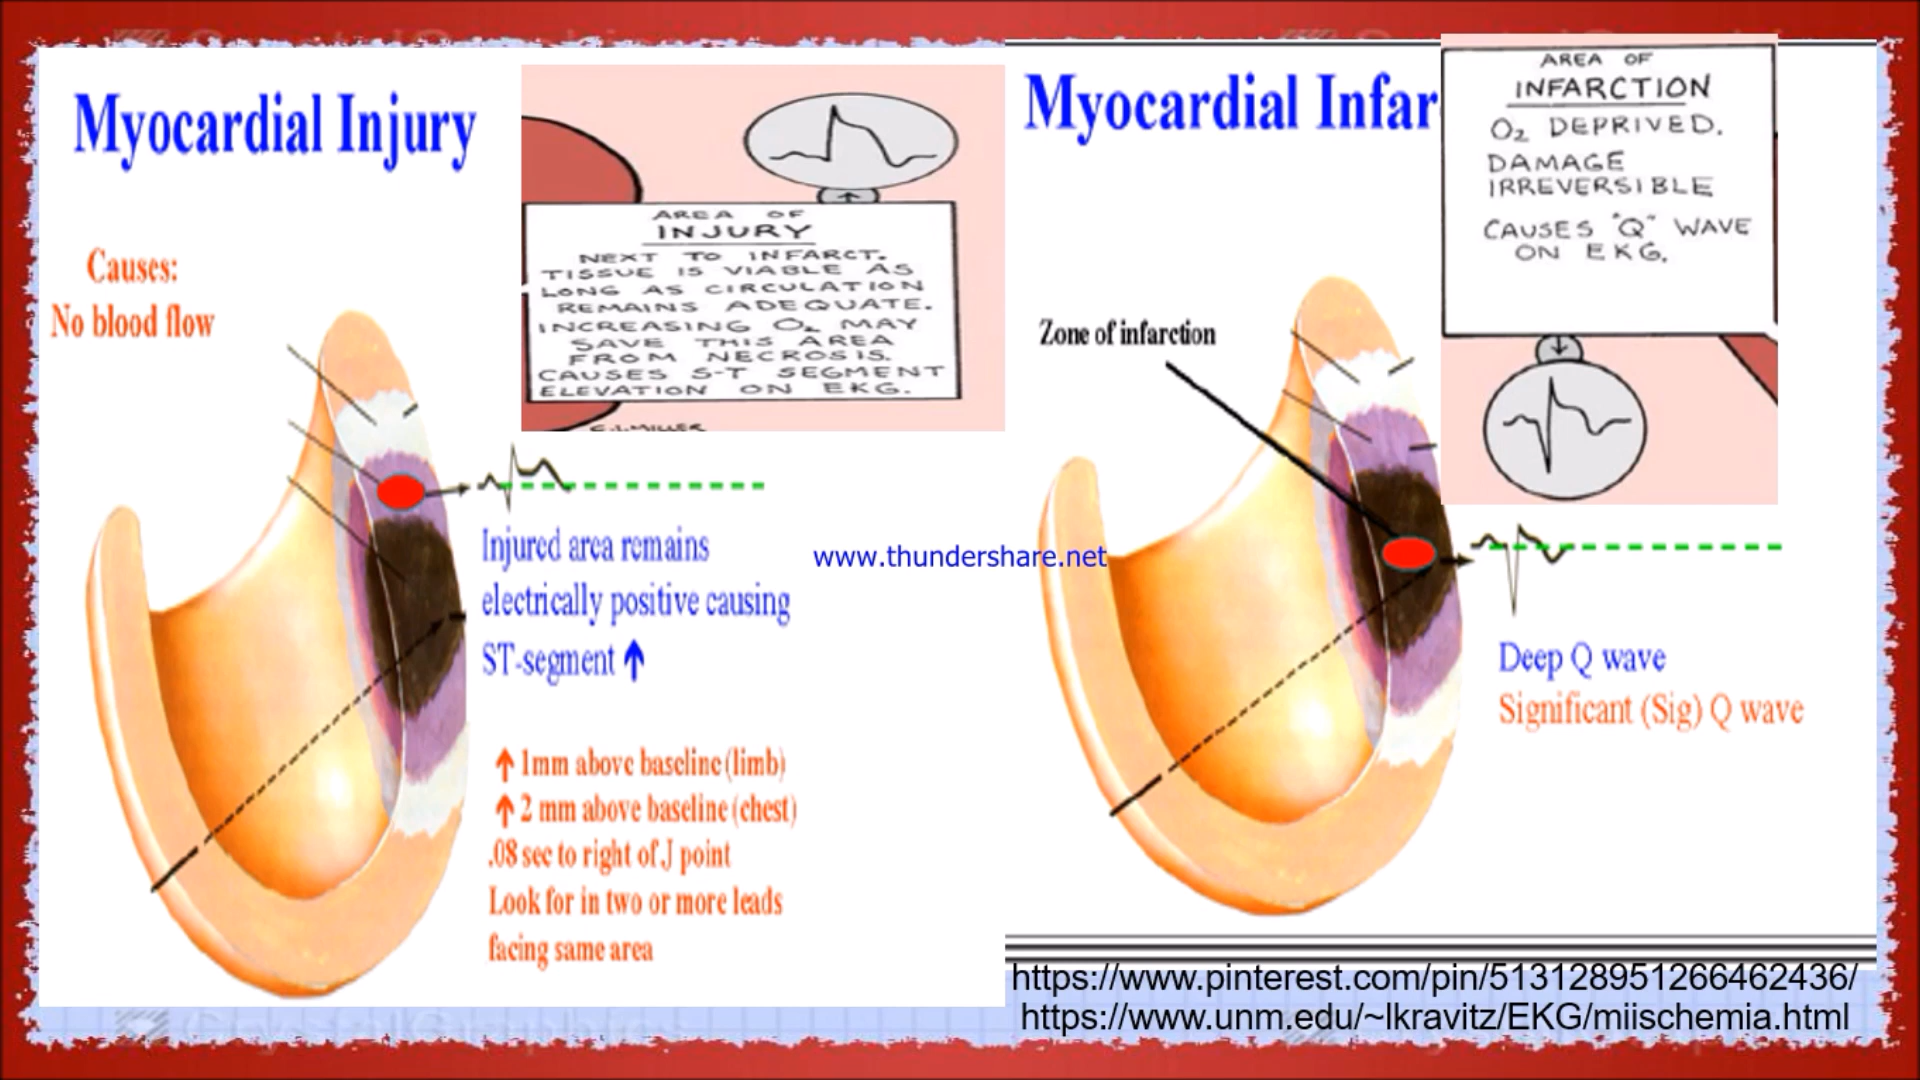 Myocardial Injury
Causes:
No blood flow
AREA OF
INJURY
NEXT TO INFARCT.
TISSUE IS VIABLE AS
LONG AS CIRCULATION
REMAINS ADEQUATE.
INCREASING O₂ MAY
SAVE THIS AREA
FROM NECROSIS.
CAUSES S-T SEGMENT
ELEVATION ON EKG.
Injured area remains
electrically positive causing
ST-segment ↑
↑ 1mm above baseline (limb)
↑ 2 mm above baseline (chest)
.08 sec to right of J point
Look for in two or more leads
facing same area
www.thundershare.net
Myocardial Infar
AREA OF
INFARCTION
O₂ DEPRIVED.
DAMAGE
IRREVERSIBLE
CAUSES "Q" WAVE
ON EKG.
Zone of infarction
Deep Q wave
Significant (Sig) Q wave
https://www.pinterest.com/pin/513128951266462436/
https://www.unm.edu/~lkravitz/EKG/miischemia.html